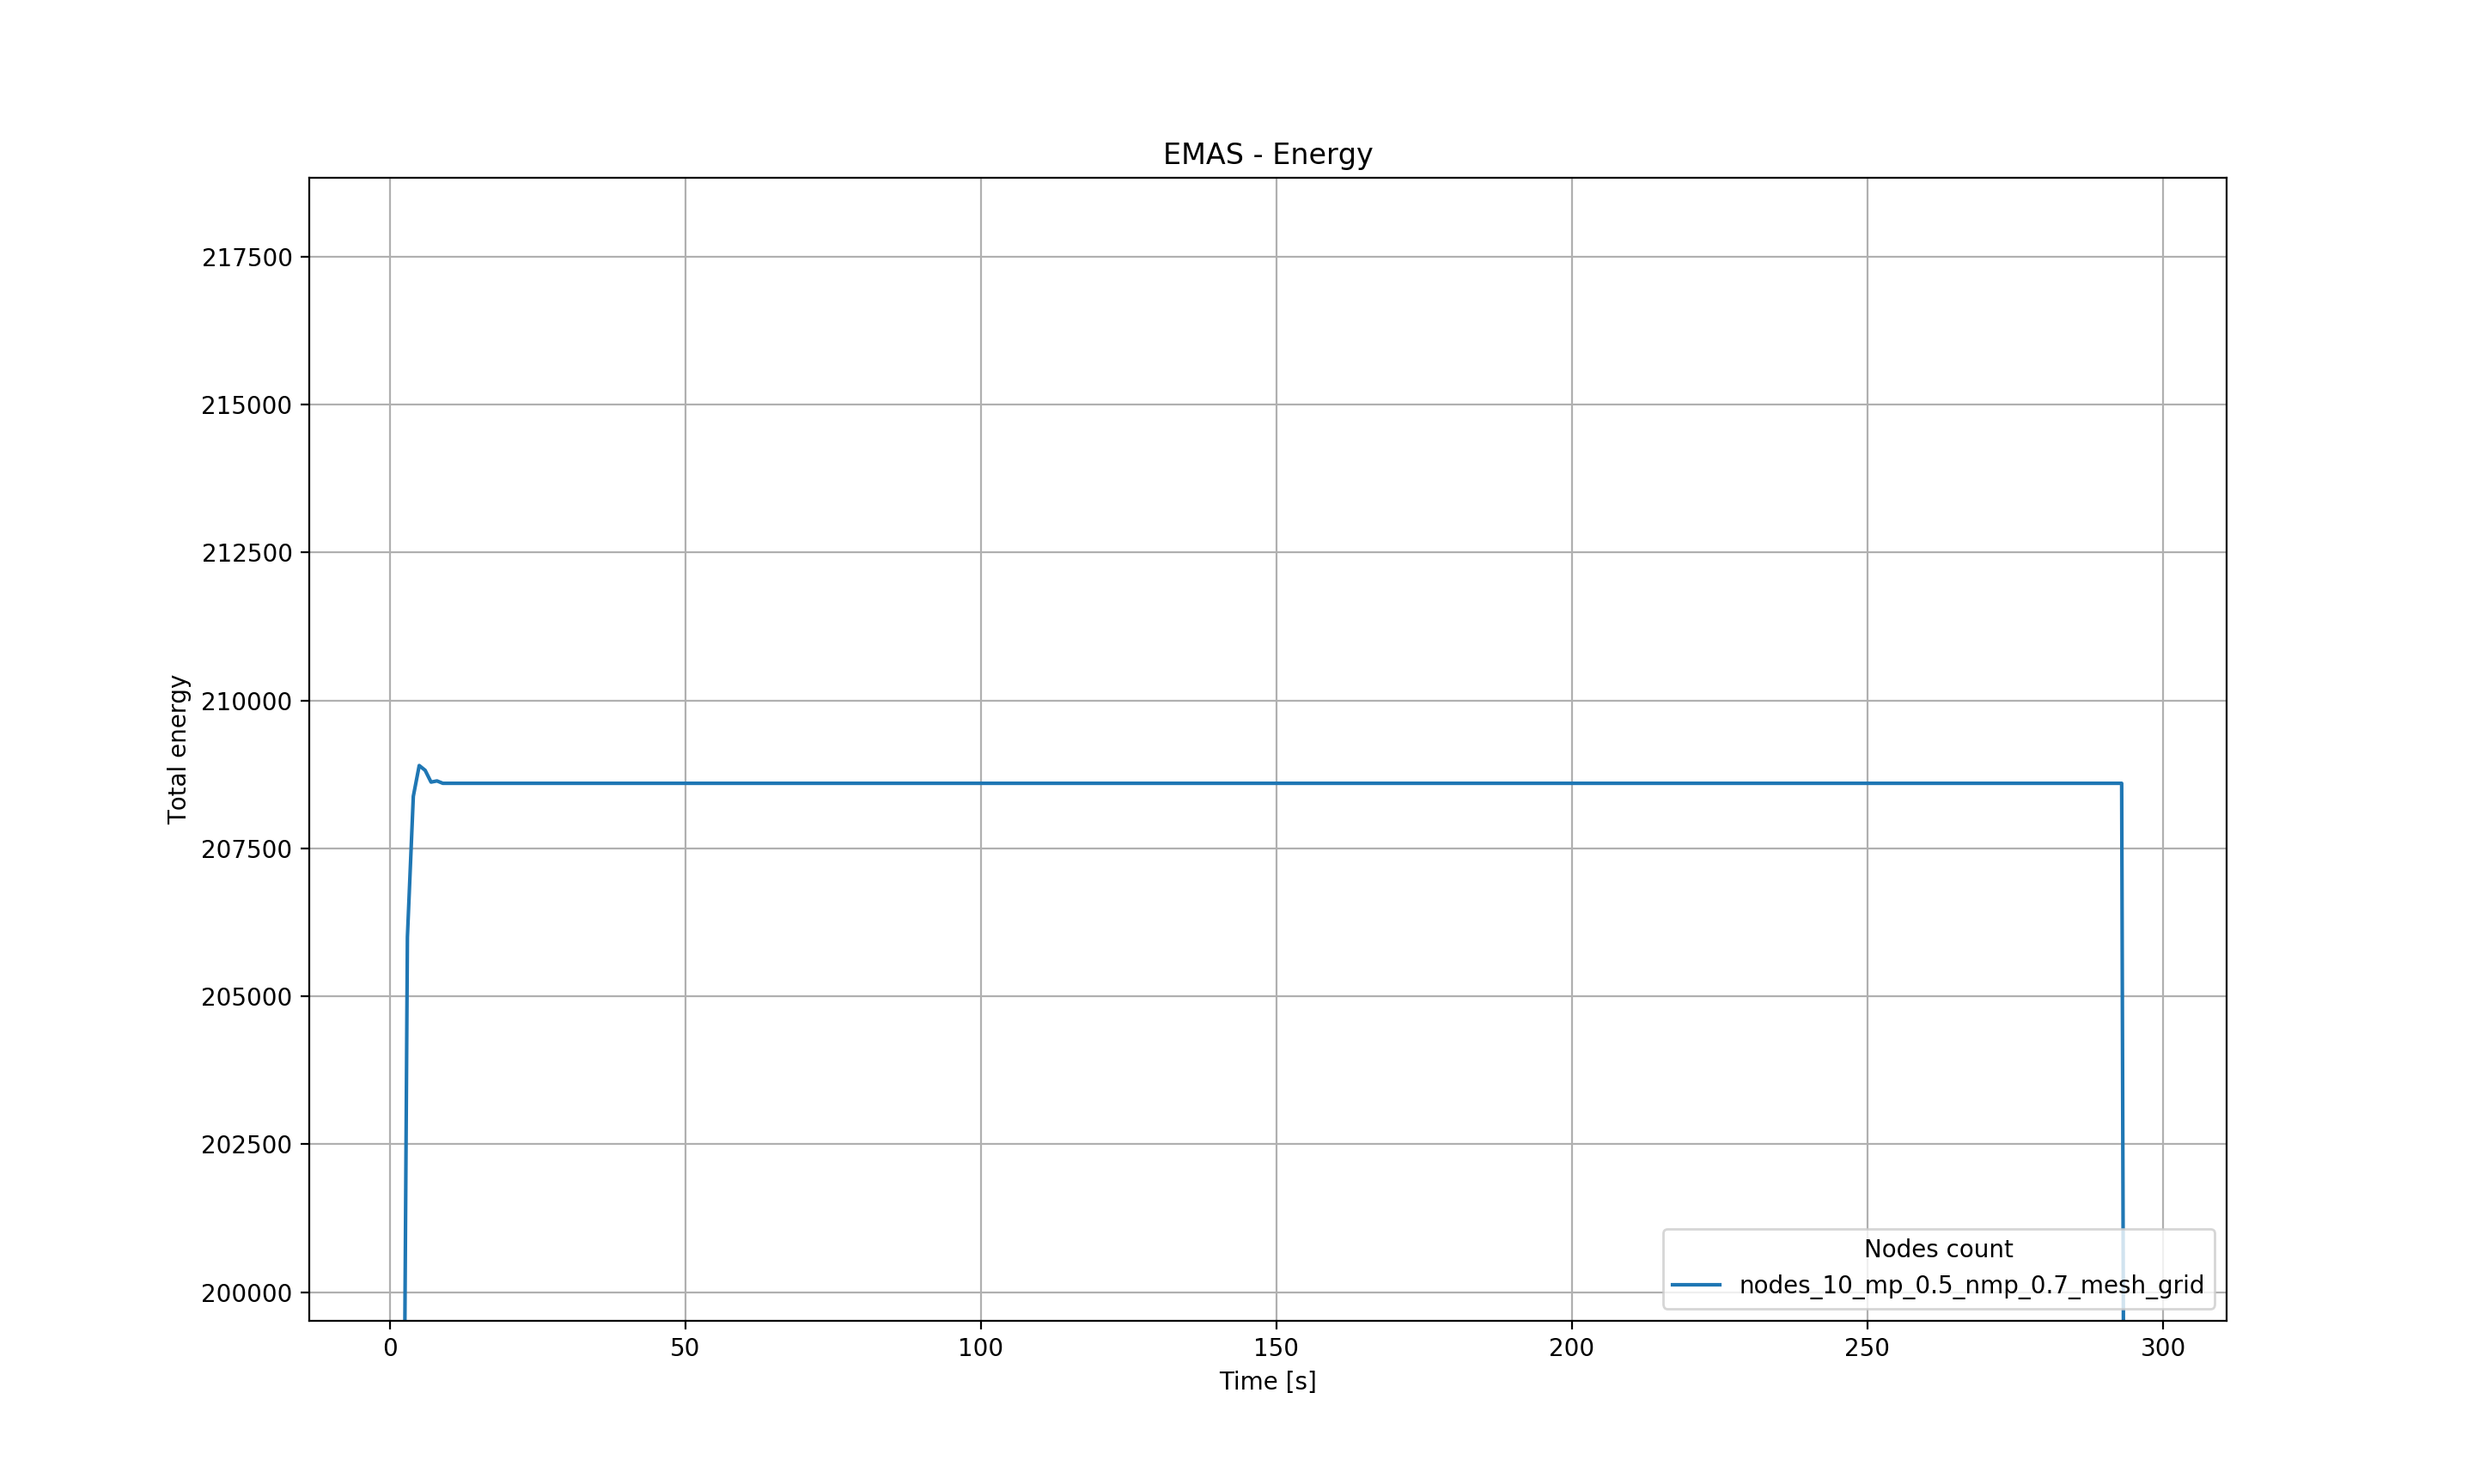 EMAS - Energy
217500
215000
212500
210000
207500
205000
202500
200000
Total energy
Nodes count
nodes_10_mp_0.5_nmp_0.7_mesh_grid
0 50 100 150 200 250 300
Time [s]